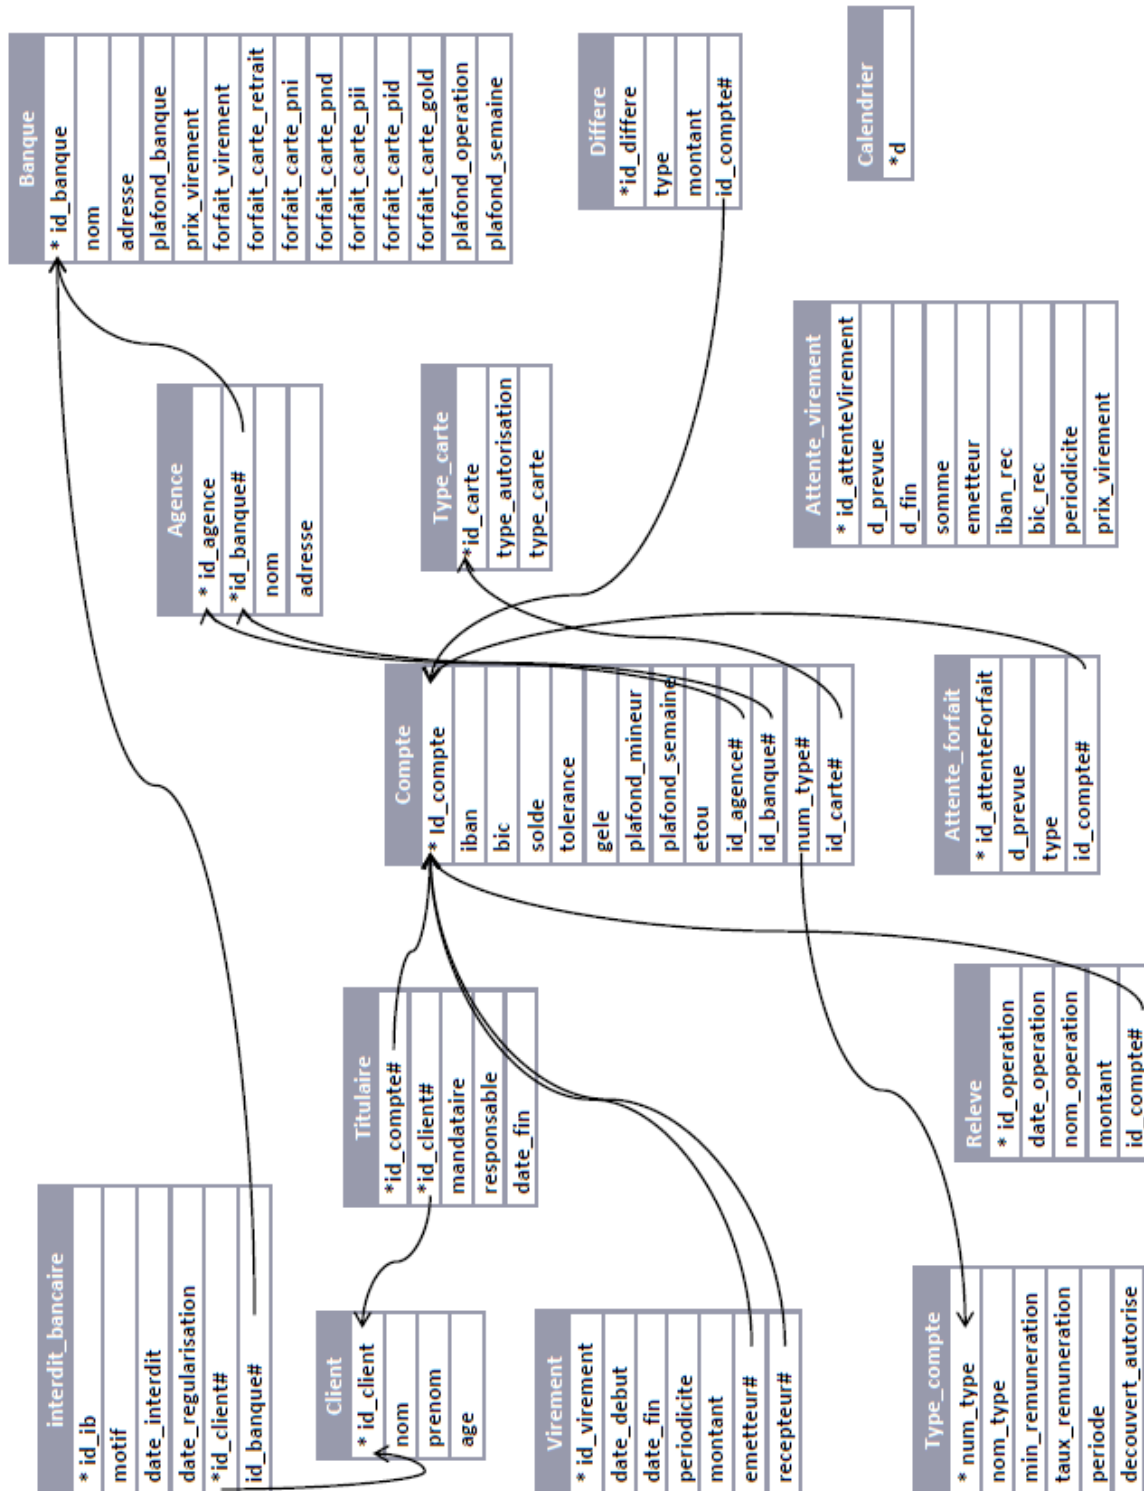 interdit_bancaire
* id_ib
motif
date_interdit
date_regularisation
*id_client#
id_banque#
Banque
* id_banque
nom
adresse
plafond_banque
prix_virement
forfait_virement
forfait_carte_retrait
forfait_carte_pni
forfait_carte_pnd
forfait_carte_pii
forfait_carte_pid
forfait_carte_gold
plafond_operation
plafond_semaine
Agence
* id_agence
*id_banque#
nom
adresse
Client
* id_client
nom
prenom
age
Titulaire
*id_compte#
*id_client#
mandataire
responsable
date_fin
Compte
* Id_compte
iban
bic
solde
tolerance
gele
plafond_mineur
plafond_semaine
etou
id_agence#
id_banque#
num_type#
id_carte#
Type_carte
*id_carte
type_autorisation
type_carte
Differe
*id_differe
type
montant
id_compte#
Virement
* id_virement
date_debut
date_fin
periodicite
montant
emetteur#
recepteur#
Attente_virement
* id_attenteVirement
d_prevue
d_fin
somme
emetteur
iban_rec
bic_rec
periodicite
prix_virement
Calendrier
*d
Type_compte
* num_type
nom_type
min_remuneration
taux_remuneration
periode
decouvert_autorise
Releve
* id_operation
date_operation
nom_operation
montant
id_compte#
Attente_forfait
* id_attenteForfait
d_prevue
type
id_compte#